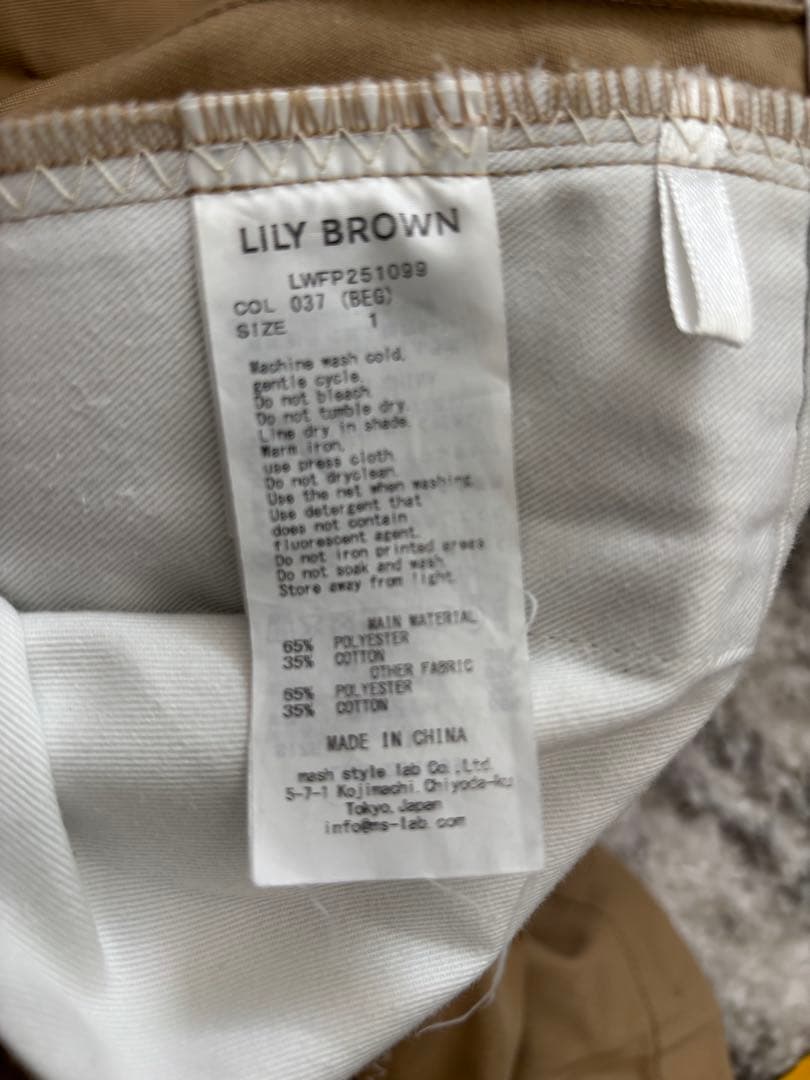 LILY BROWN
LWFP251099
COL 037 (BEG)
SIZE 1
Machine wash cold,
gentle cycle.
Do not bleach.
Do not tumble dry.
Line dry in shade.
Warm iron,
use press cloth.
Do not dryclean.
Use the net when washing.
Use detergent that
does not contain
fluorescent agent.
Do not iron printed areas
Do not soak and wash.
Store away from light.
MAIN MATERIAL
65% POLYESTER
35% COTTON
OTHER FABRIC
65% POLYESTER
35% COTTON
MADE IN CHINA
mash style lab Co.,Ltd.
5-7-1 Kojimachi, Chiyoda-ku
Tokyo, Japan
info@ms-lab.com